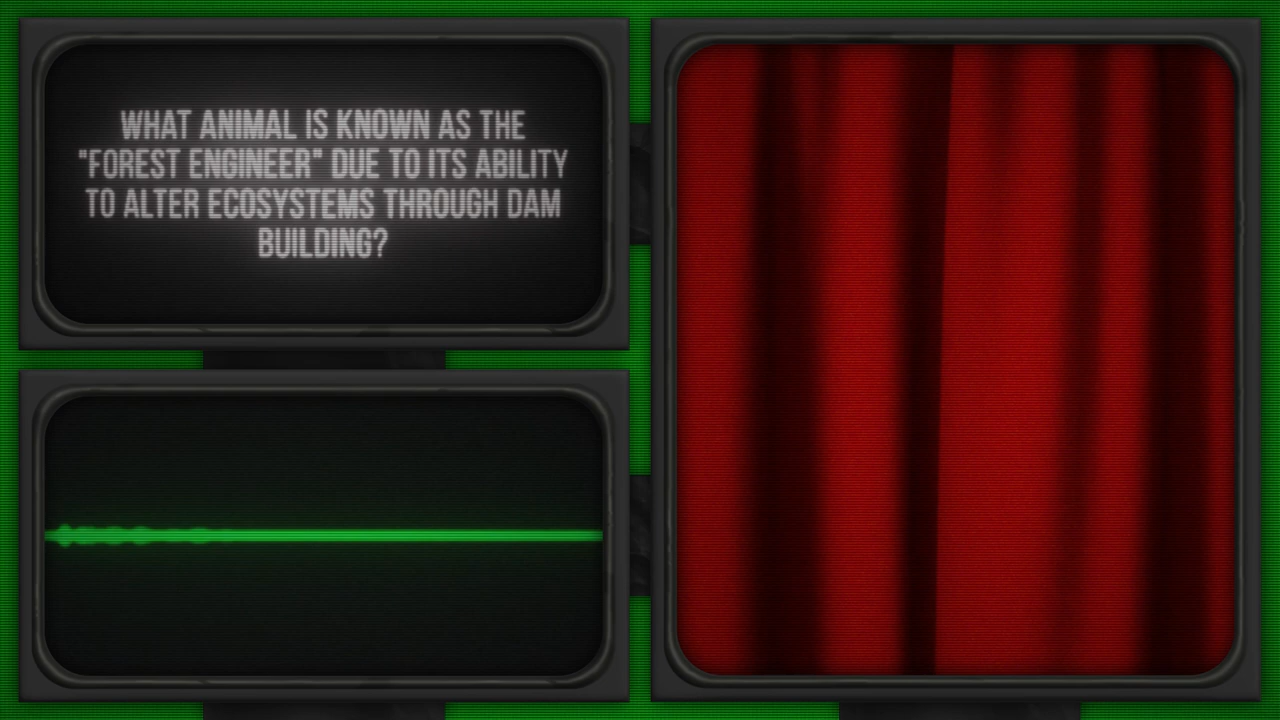 WHAT ANIMAL IS KNOWN AS THE
"FOREST ENGINEER" DUE TO ITS ABILITY
TO ALTER ECOSYSTEMS THROUGH DAM
BUILDING?